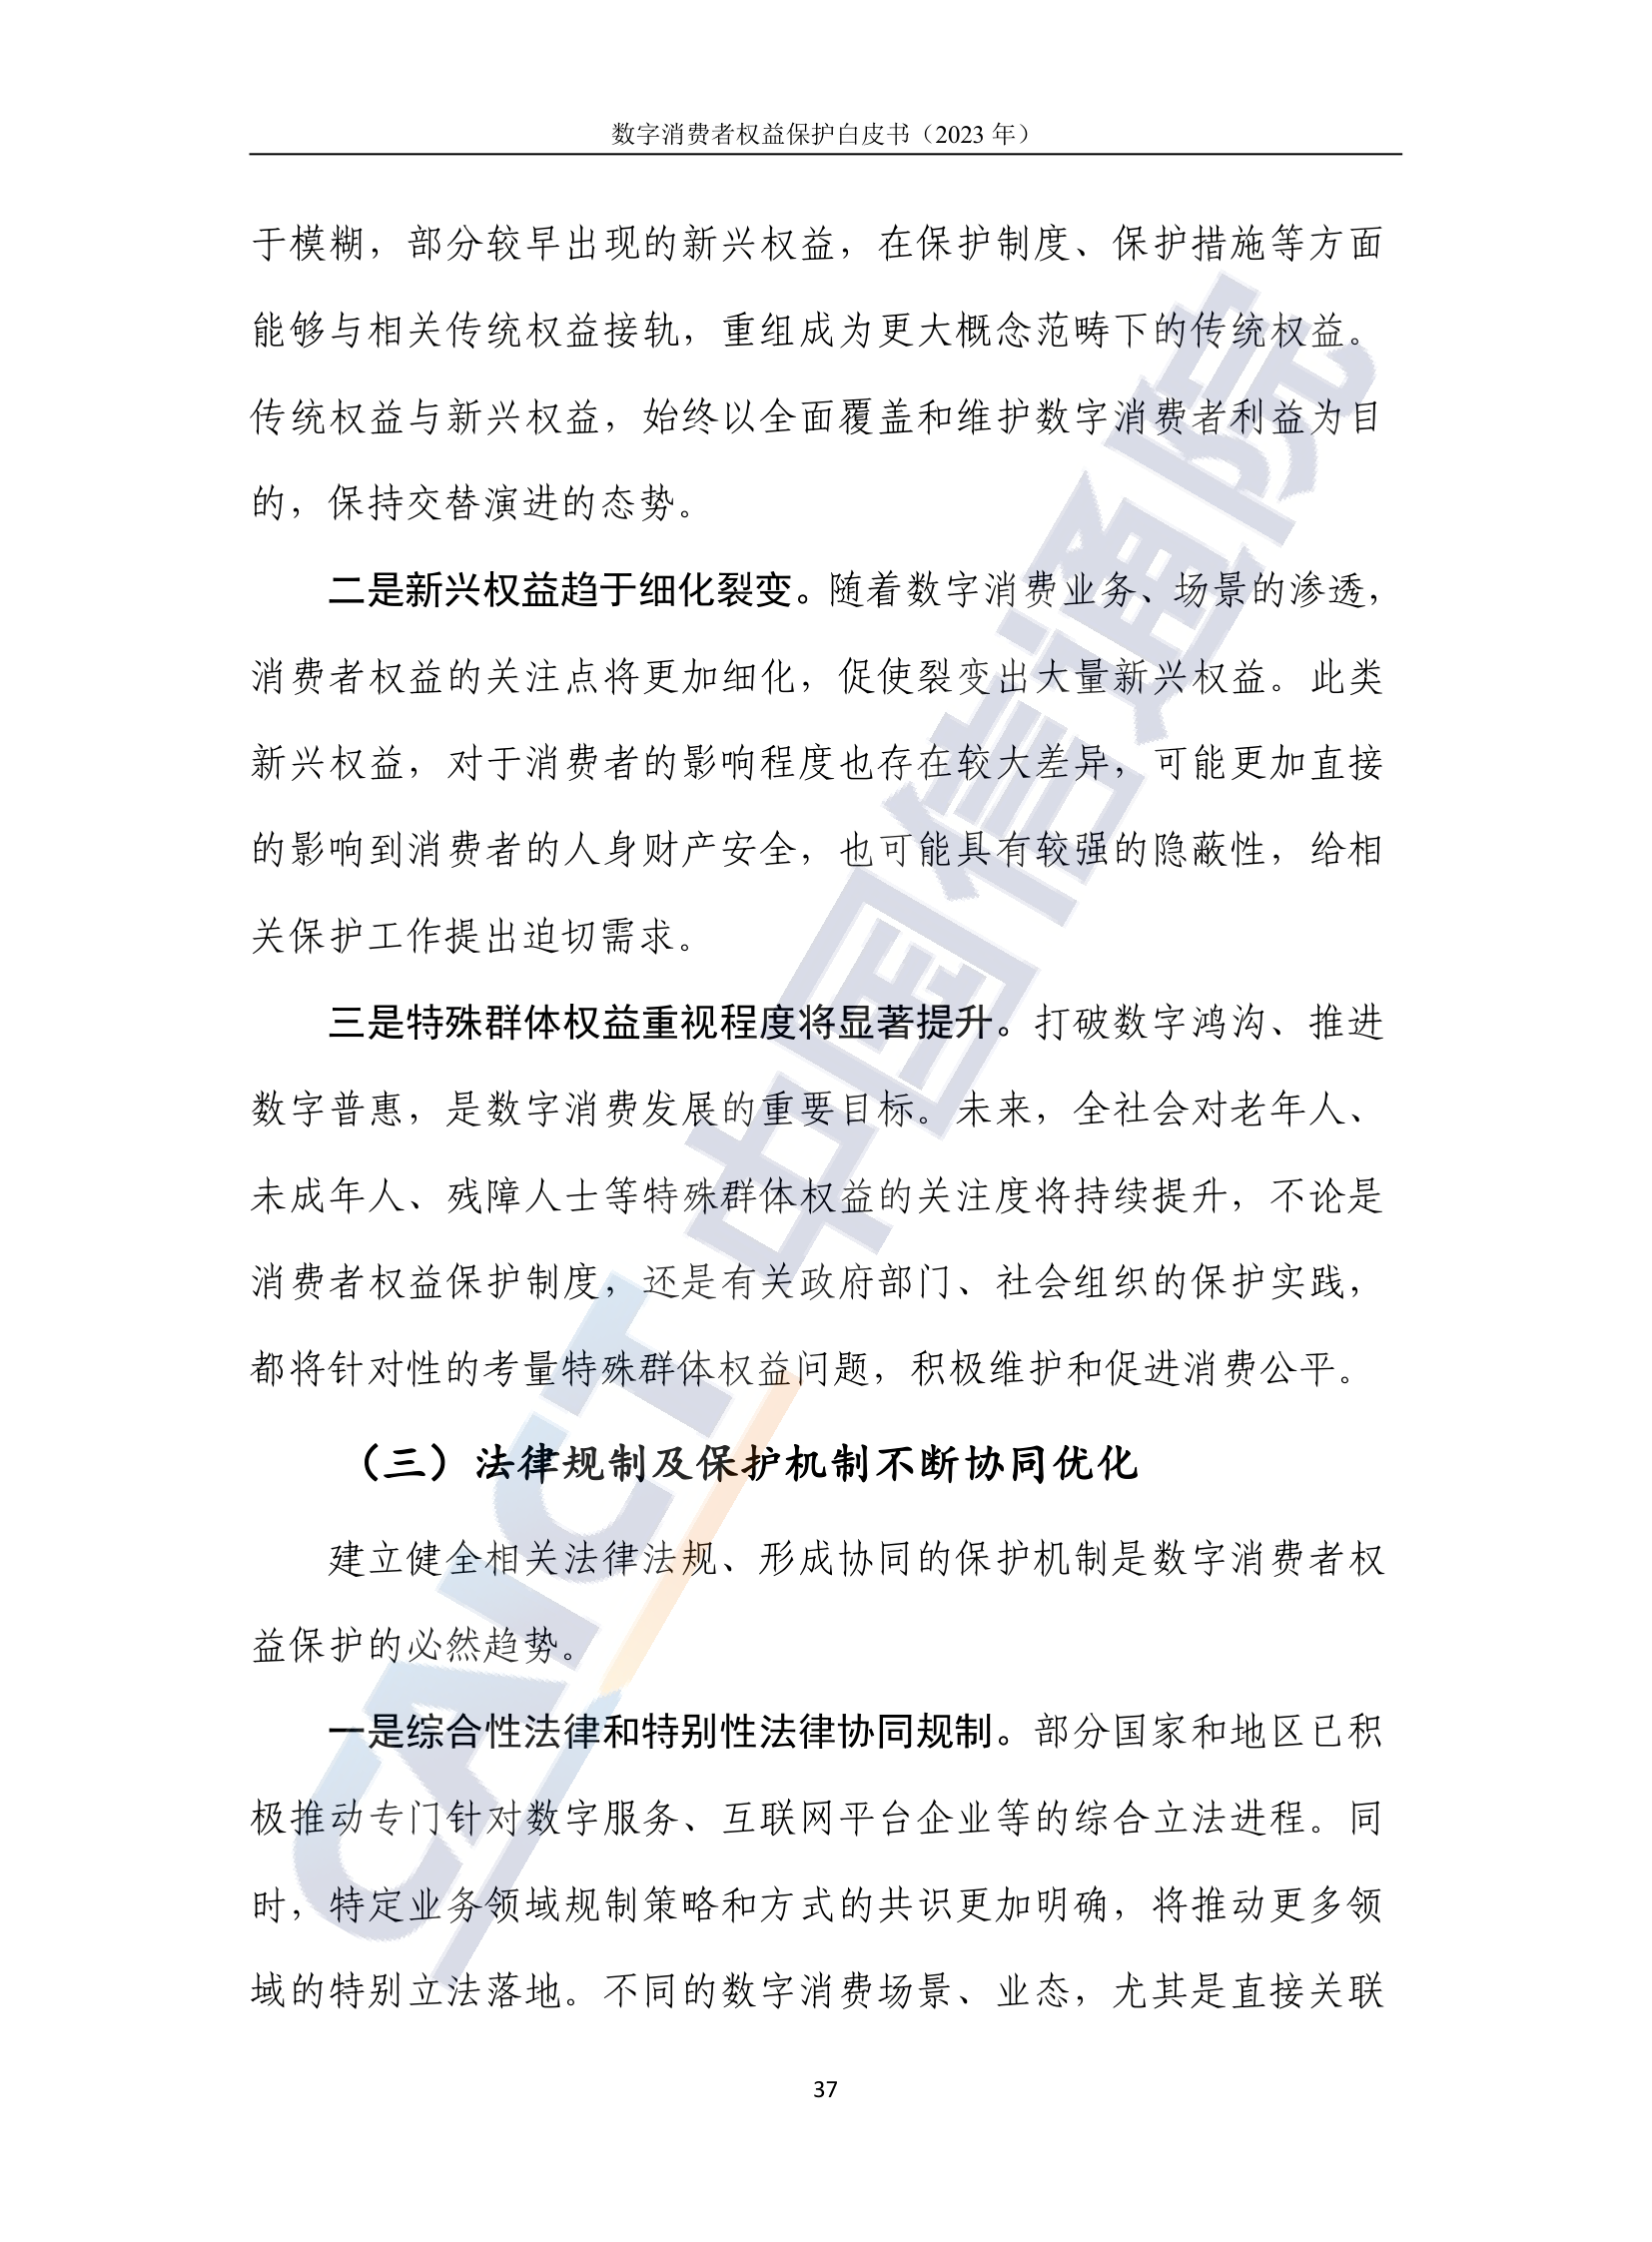 数字消费者权益保护白皮书（2023 年）
于模糊，部分较早出现的新兴权益，在保护制度、保护措施等方面
能够与相关传统权益接轨，重组成为更大概念范畴下的传统权益。
传统权益与新兴权益，始终以全面覆盖和维护数字消费者利益为目
的，保持交替演进的态势。
二是新兴权益趋于细化裂变。随着数字消费业务、场景的渗透，
消费者权益的关注点将更加细化，促使裂变出大量新兴权益。此类
新兴权益，对于消费者的影响程度也存在较大差异，可能更加直接
的影响到消费者的人身财产安全，也可能具有较强的隐蔽性，给相
关保护工作提出迫切需求。
三是特殊群体权益重视程度将显著提升。打破数字鸿沟、推进
数字普惠，是数字消费发展的重要目标。未来，全社会对老年人、
未成年人、残障人士等特殊群体权益的关注度将持续提升，不论是
消费者权益保护制度，还是有关政府部门、社会组织的保护实践，
都将针对性的考量特殊群体权益问题，积极维护和促进消费公平。
（三）法律规制及保护机制不断协同优化
建立健全相关法律法规、形成协同的保护机制是数字消费者权
益保护的必然趋势。
一是综合性法律和特别性法律协同规制。部分国家和地区已积
极推动专门针对数字服务、互联网平台企业等的综合立法进程。同
时，特定业务领域规制策略和方式的共识更加明确，将推动更多领
域的特别立法落地。不同的数字消费场景、业态，尤其是直接关联
37
CAICT 中国信通院